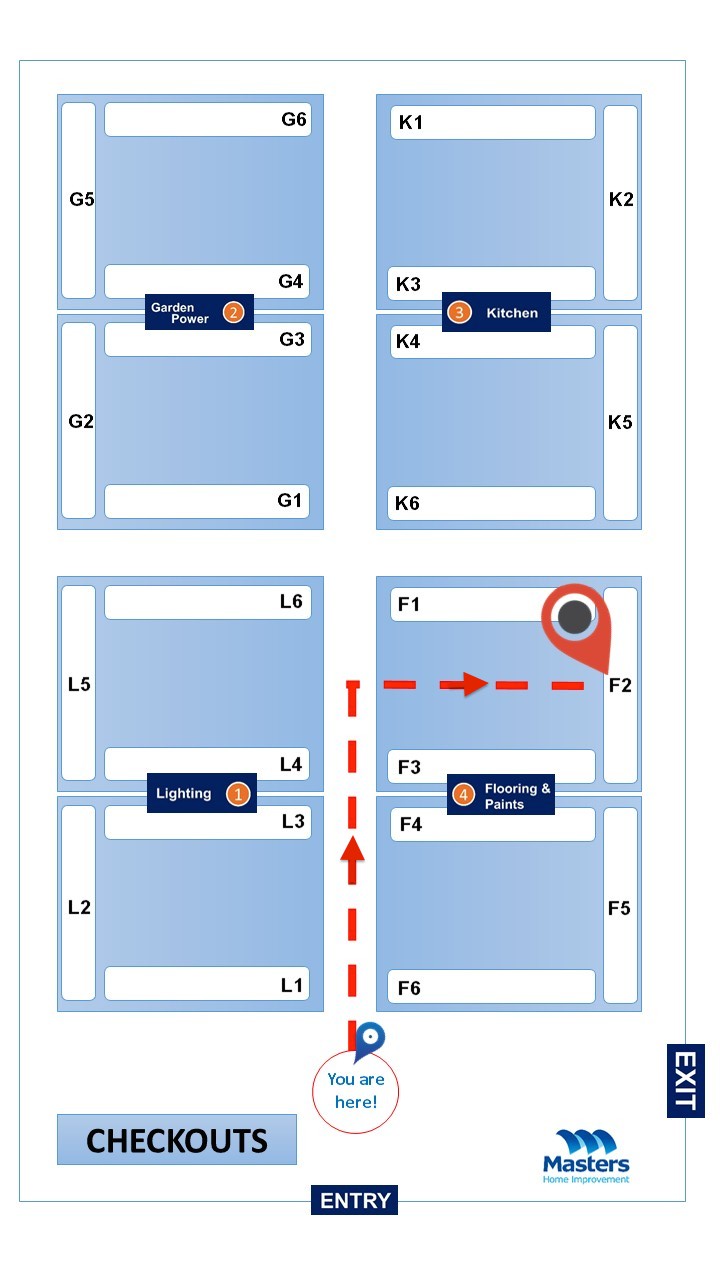 G6
K1
G5
K2
G4
K3
Garden
Power
2
3
Kitchen
G3
K4
G2
K5
G1
K6
L6
F1
L5
F2
L4
F3
Lighting
1
4
Flooring &
Paints
L3
F4
L2
F5
L1
F6
You are
here!
EXIT
CHECKOUTS
Masters
Home Improvement
ENTRY